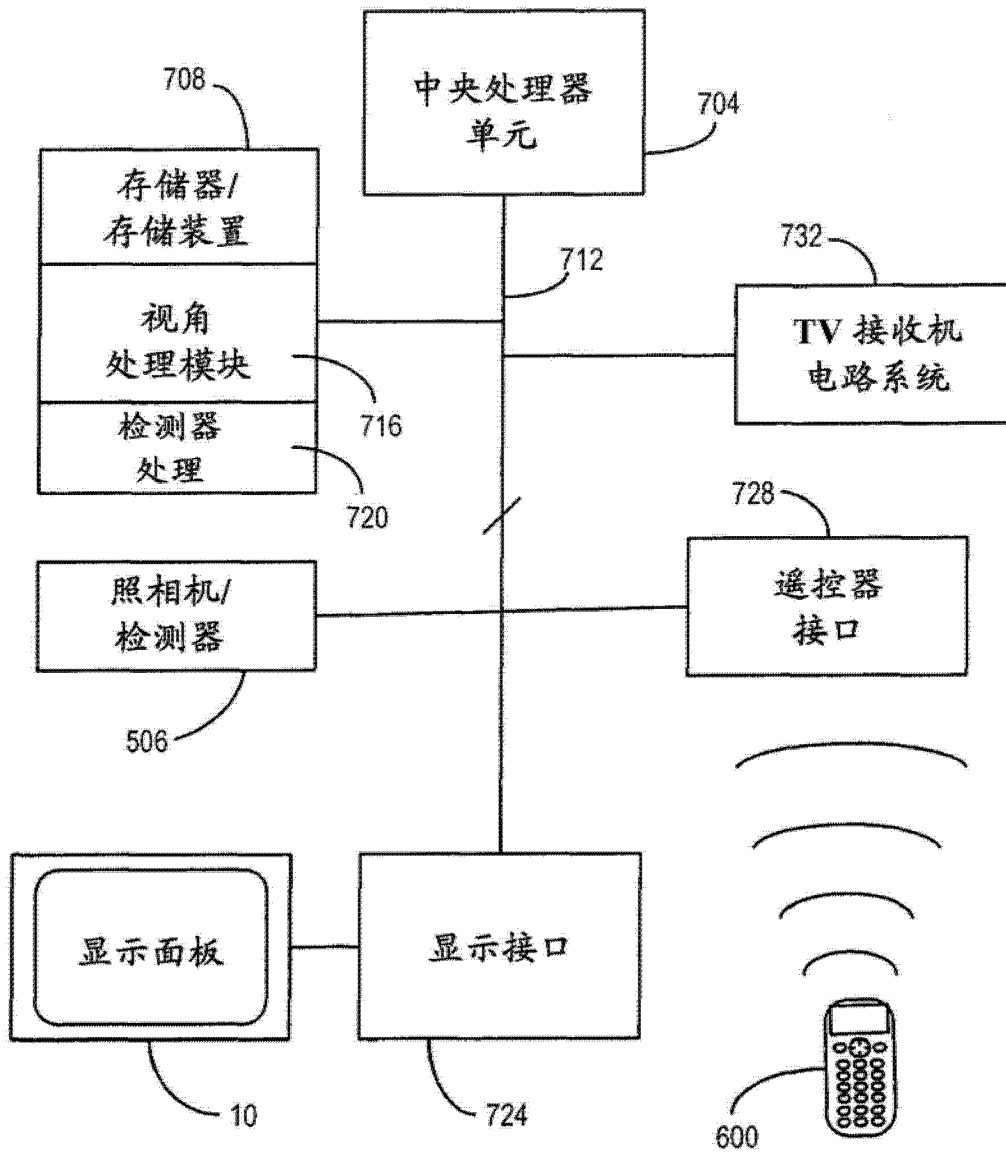 708
中央处理器
单元
704
存储器/
存储装置
712
732
视角
处理模块
TV 接收机
电路系统
检测器
处理
716
720
728
照相机/
检测器
遥控器
接口
506
显示面板
显示接口
10
724
600